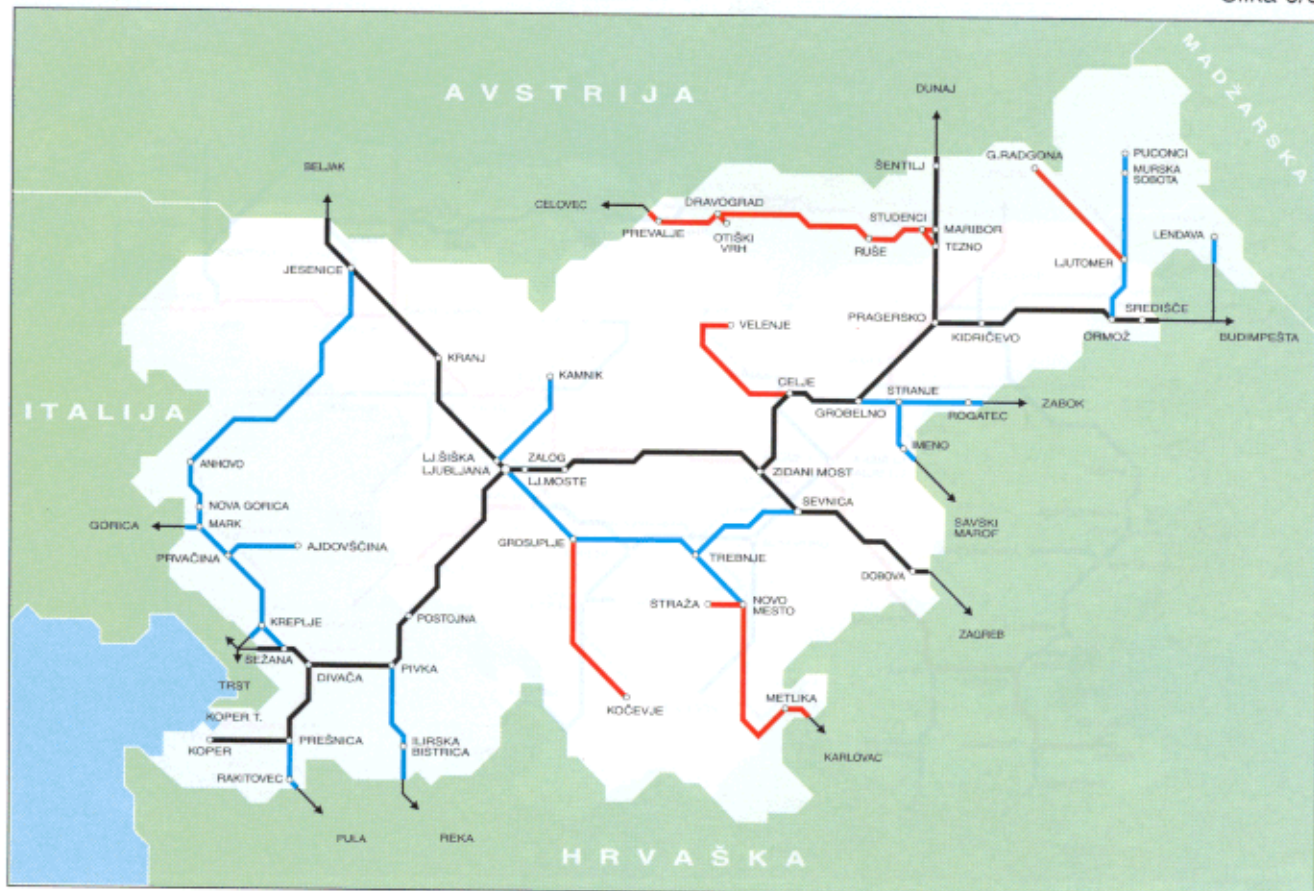 AVSTRIJA
MADŽARSKA
DUNAJ
BELJAK
ŠENTILJ
G.RADGONA
PUCONCI
MURSKA
SOBOTA
CELOVEC
DRAVOGRAD
PREVALJE
OTIŠKI
VRH
STUDENCI
MARIBOR
RUŠE
TEZNO
LENDAVA
LJUTOMER
JESENICE
VELENJE
PRAGERSKO
KIDRIČEVO
SREDIŠČE
ORMOŽ
BUDIMPEŠTA
KRANJ
KAMNIK
CELJE
STRANJE
GROBELNO
ROGATEC
ZABOK
ITALIJA
IMENO
ANHOVO
LJ.ŠIŠKA
LJUBLJANA
ZALOG
LJ.MOSTE
ZIDANI MOST
NOVA GORICA
SEVNICA
GORICA
MARK
SAVSKI
MAROF
AJDOVŠČINA
PRVAČINA
GROSUPLJE
TREBNJE
DOBOVA
STRAŽA
NOVO
MESTO
POSTOJNA
KREPLJE
ZAGREB
SEŽANA
DIVAČA
PIVKA
TRST
KOČEVJE
METLIKA
KOPER T.
KOPER
PREŠNICA
ILIRSKA
BISTRICA
KARLOVAC
RAKITOVEC
PULA
REKA
HRVAŠKA